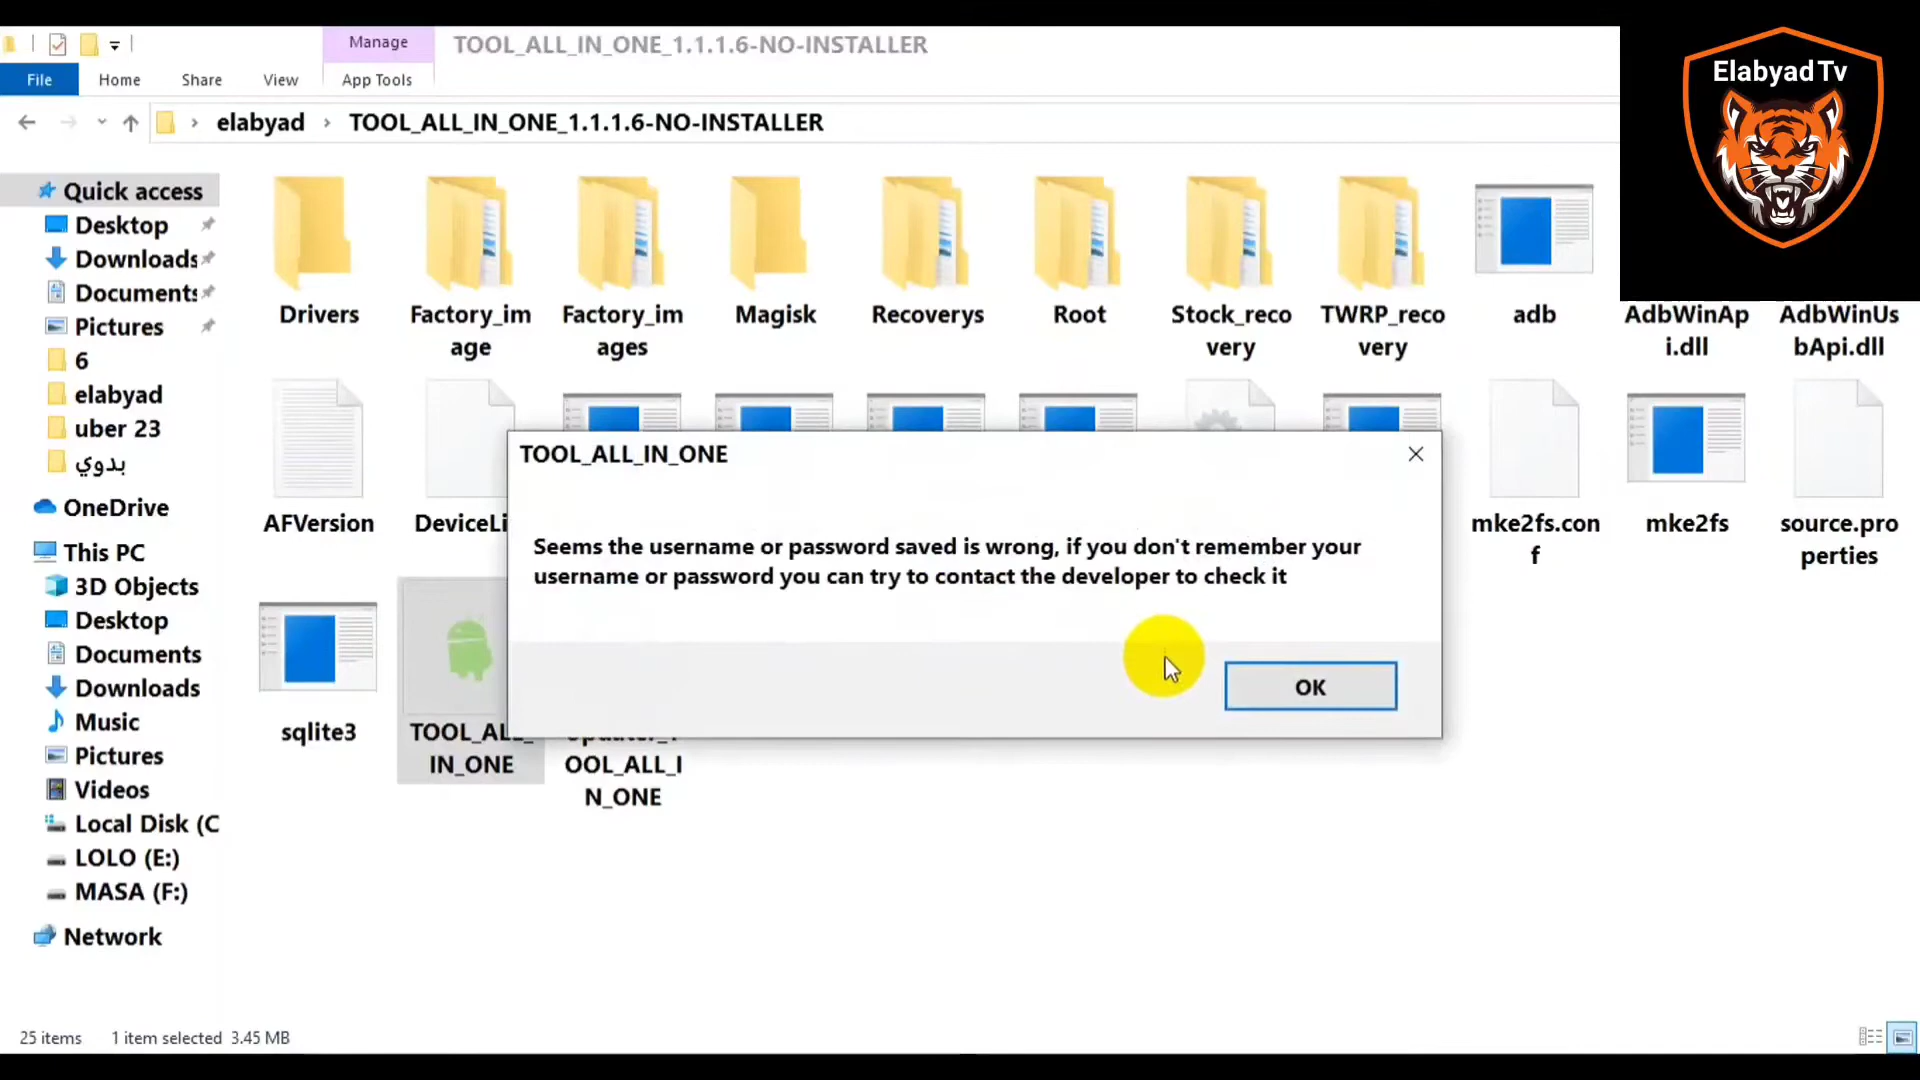 Manage
TOOL_ALL_IN_ONE_1.1.1.6-NO-INSTALLER
File
Home
Share
View
App Tools
Elabyad Tv
elabyad
TOOL_ALL_IN_ONE_1.1.1.6-NO-INSTALLER
Quick access
Desktop
Downloads
Documents
Pictures
6
elabyad
uber 23
بدوي
OneDrive
This PC
3D Objects
Desktop
Documents
Downloads
Music
Pictures
Videos
Local Disk (C
LOLO (E:)
MASA (F:)
Network
Drivers
Factory_im
age
Factory_im
ages
Magisk
Recoverys
Root
Stock_reco
very
TWRP_reco
very
adb
AdbWinAp
i.dll
AdbWinUs
bApi.dll
AFVersion
DeviceLi
mke2fs.con
f
mke2fs
source.pro
perties
sqlite3
TOOL_ALL_
IN_ONE
OOL_ALL_I
N_ONE
TOOL_ALL_IN_ONE
Seems the username or password saved is wrong, if you don't remember your
username or password you can try to contact the developer to check it
OK
25 items
1 item selected 3.45 MB